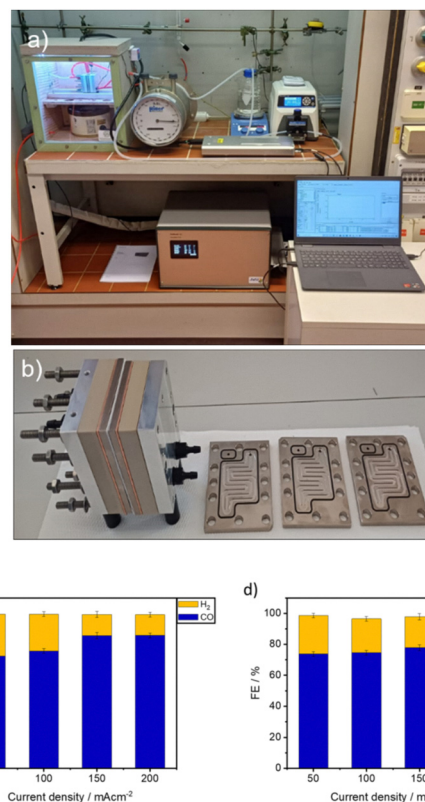 a)
b)
H2
CO
100 150 200
Current density / mAcm-2
d)
FE / %
100
80
60
40
20
0
50 100 150
Current density / m